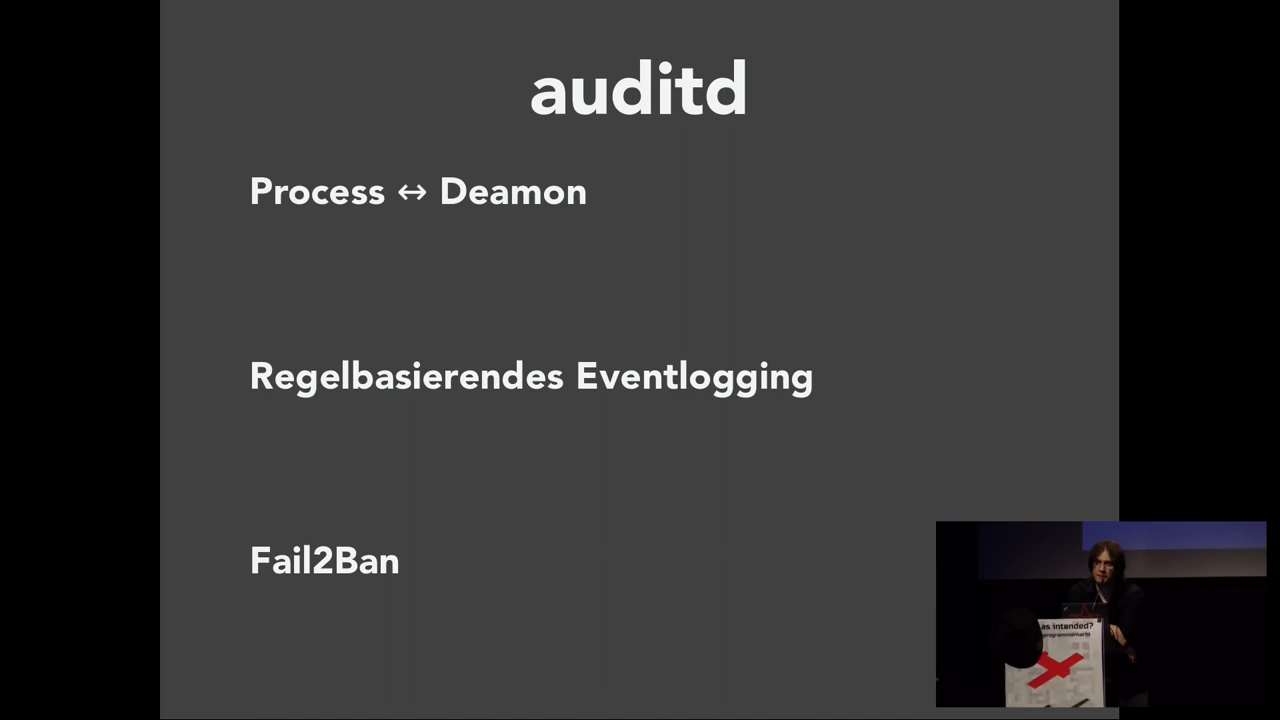 auditd
Process ↔ Deamon
Regelbasierendes Eventlogging
Fail2Ban
as intended?